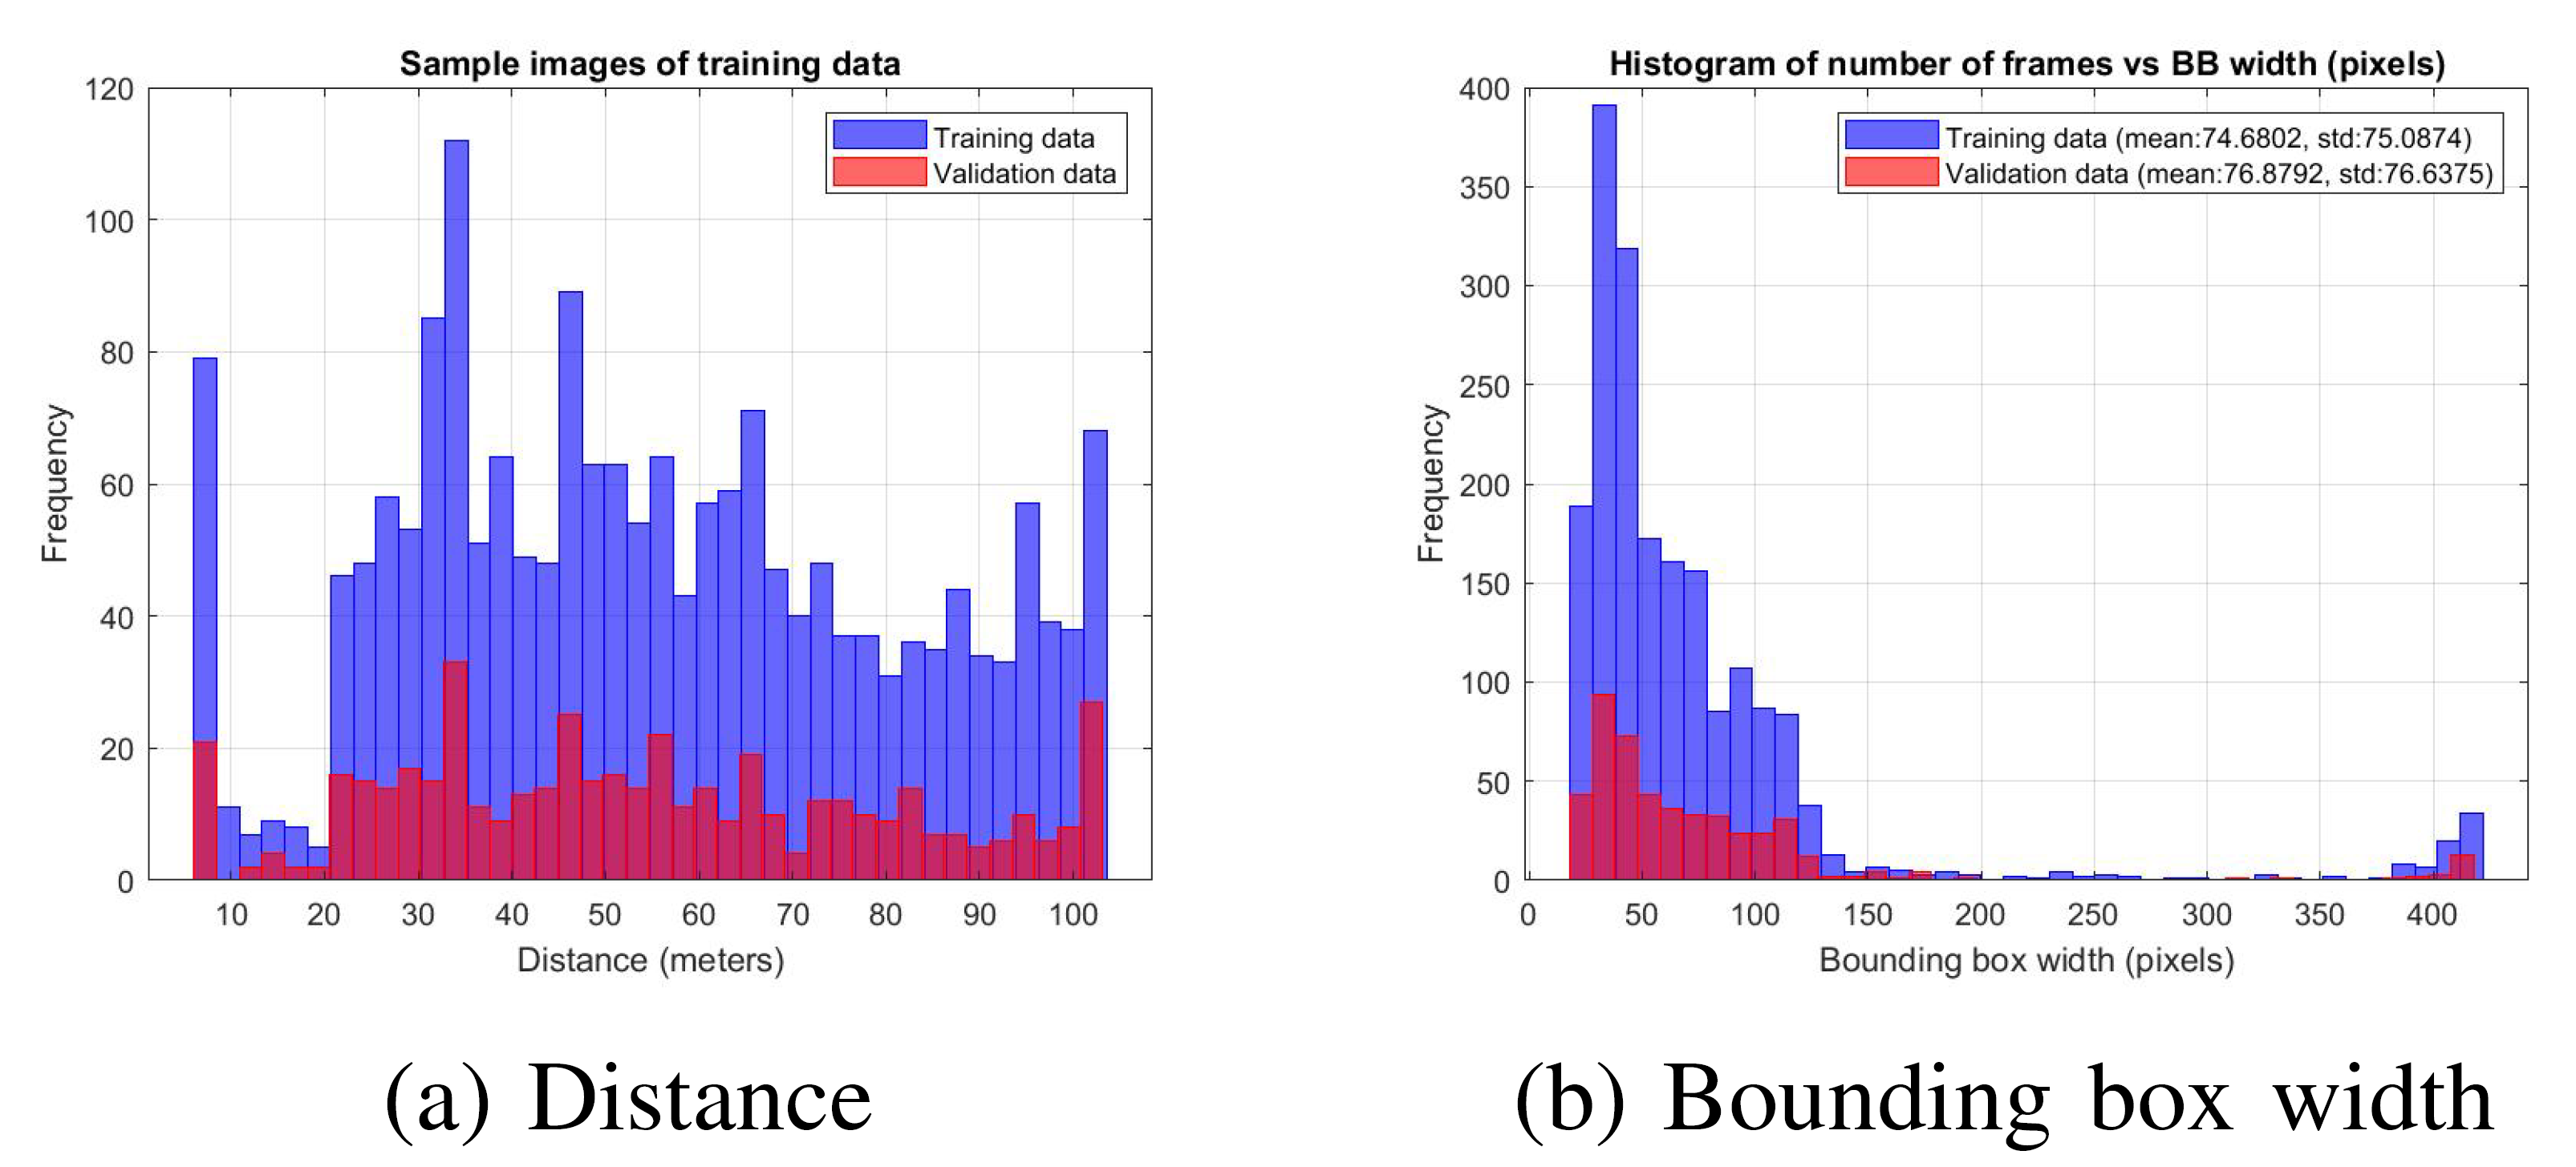 Sample images of training data
120
100
80
60
40
20
0
Frequency
Training data
Validation data
10 20 30 40 50 60 70 80 90 100
Distance (meters)
(a) Distance
Histogram of number of frames vs BB width (pixels)
400
350
300
250
200
150
100
50
0
Frequency
Training data (mean:74.6802, std:75.0874)
Validation data (mean:76.8792, std:76.6375)
0 50 100 150 200 250 300 350 400
Bounding box width (pixels)
(b) Bounding box width